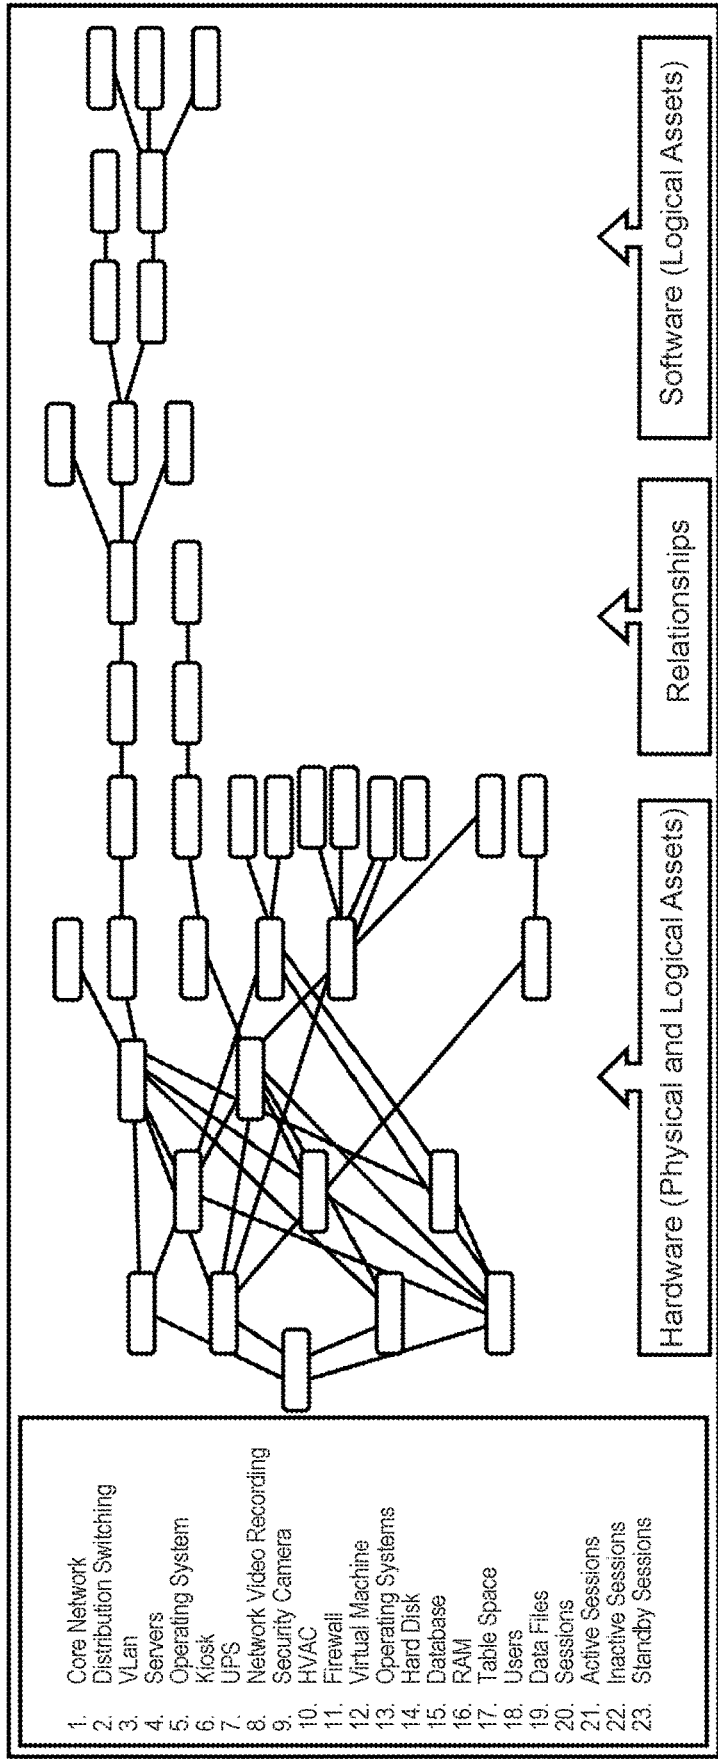 1. Core Network
2. Distribution Switching
3. VLan
4. Servers
5. Operating System
6. Kiosk
7. UPS
8. Network Video Recording
9. Security Camera
10. HVAC
11. Firewall
12. Virtual Machine
13. Operating Systems
14. Hard Disk
15. Database
16. RAM
17. Table Space
18. Users
19. Data Files
20. Sessions
21. Active Sessions
22. Inactive Sessions
23. Standby Sessions
Hardware (Physical and Logical Assets)
Relationships
Software (Logical Assets)